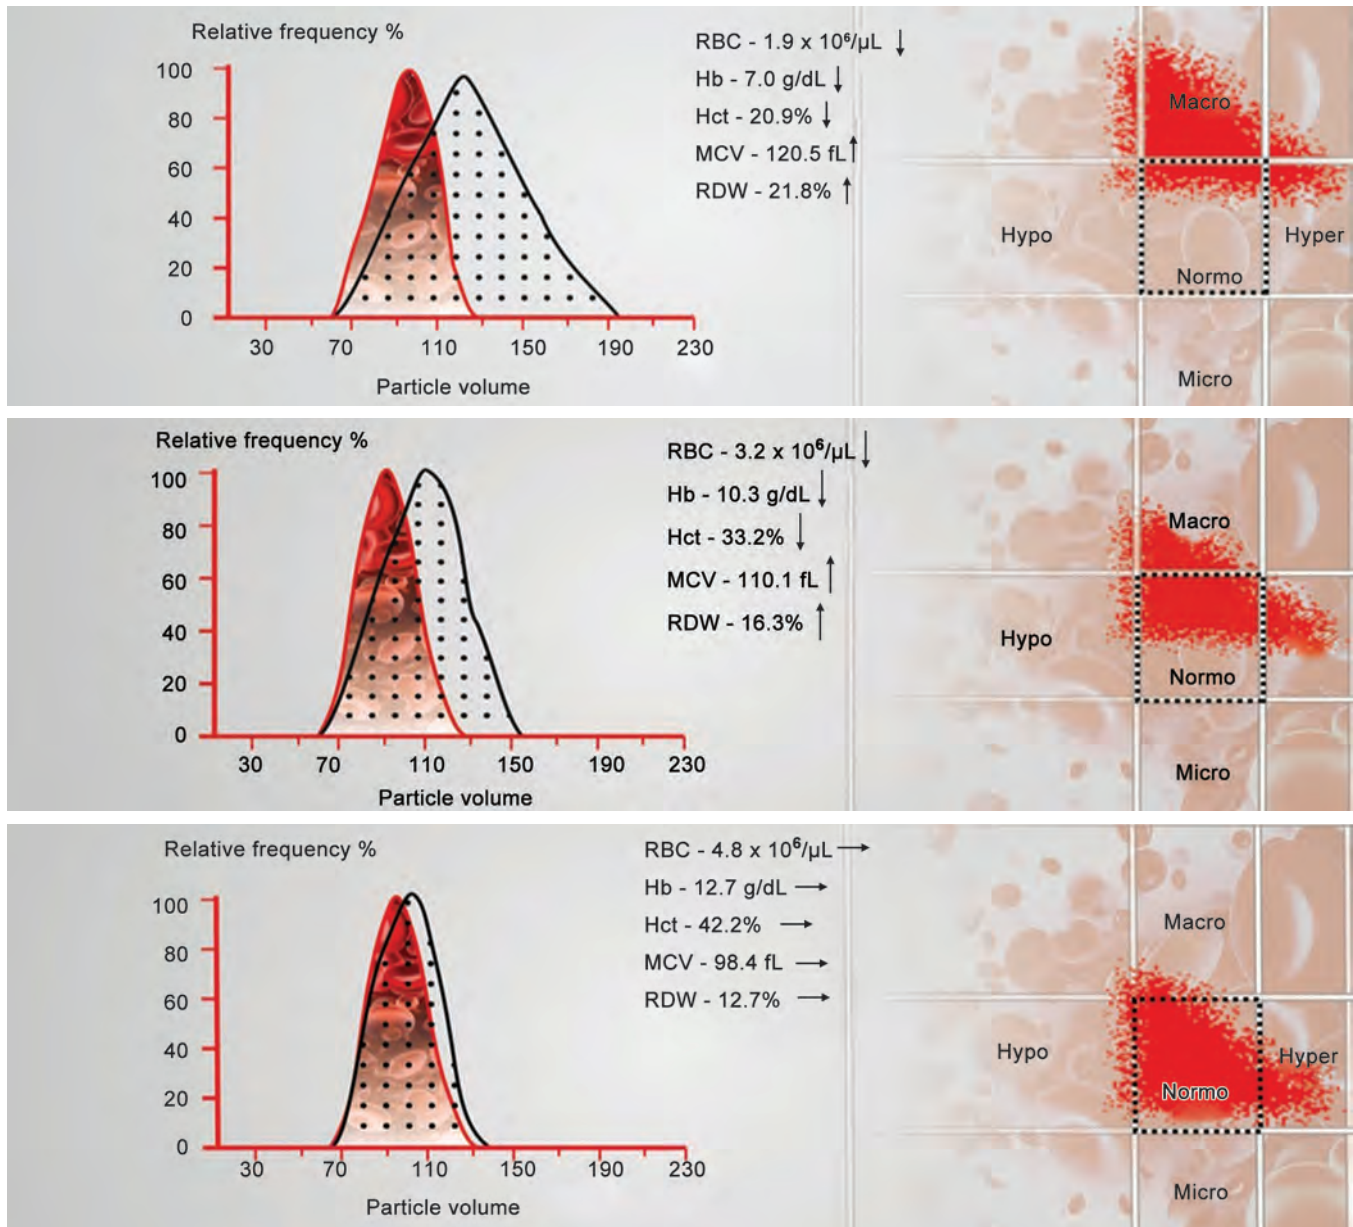 Relative frequency %
100
80
60
40
20
0
30 70 110 150 190 230
Particle volume
RBC - 1.9 x 10⁶/µL ↓
Hb - 7.0 g/dL ↓
Hct - 20.9% ↓
MCV - 120.5 fL ↑
RDW - 21.8% ↑
Macro
Hypo
Hyper
Normo
Micro
Relative frequency %
100
80
60
40
20
0
30 70 110 150 190 230
Particle volume
RBC - 3.2 x 10⁶/µL ↓
Hb - 10.3 g/dL ↓
Hct - 33.2% ↓
MCV - 110.1 fL ↑
RDW - 16.3% ↑
Macro
Hypo
Normo
Micro
Relative frequency %
100
80
60
40
20
0
30 70 110 150 190 230
Particle volume
RBC - 4.8 x 10⁶/µL →
Hb - 12.7 g/dL →
Hct - 42.2% →
MCV - 98.4 fL →
RDW - 12.7% →
Macro
Hypo
Hyper
Normo
Micro